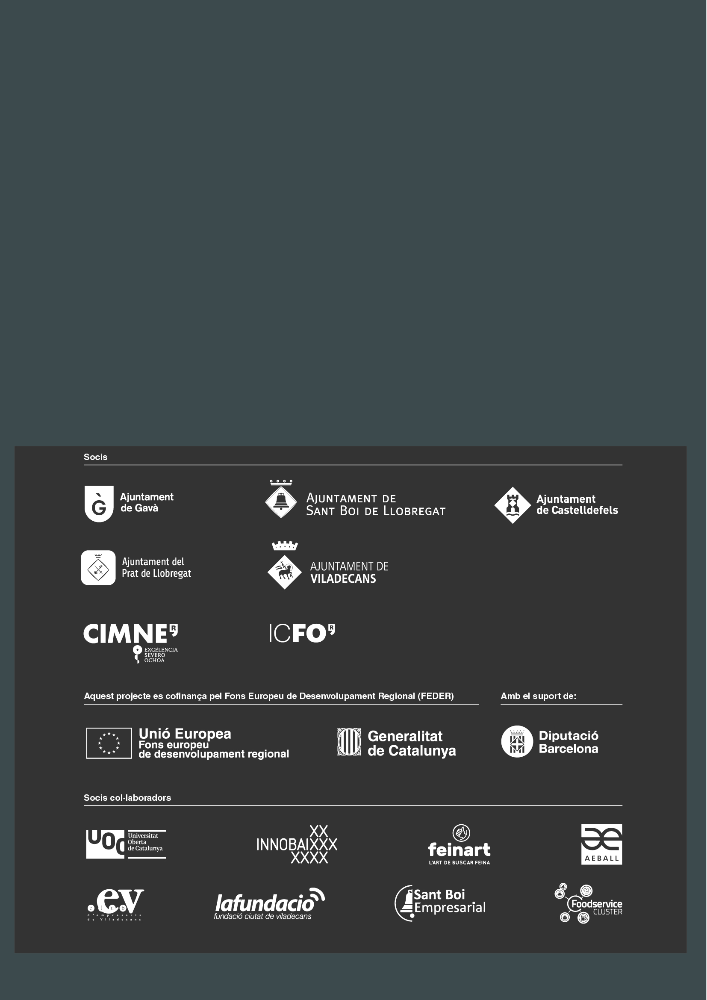 Socis
G̀
Ajuntament
de Gavà
AJUNTAMENT DE
SANT BOI DE LLOBREGAT
Ajuntament
de Castelldefels
Ajuntament del
Prat de Llobregat
AJUNTAMENT DE
VILADECANS
CIMNE R
EXCELENCIA
SEVERO
OCHOA
ICFO R
Aquest projecte es cofinança pel Fons Europeu de Desenvolupament Regional (FEDER)
Amb el suport de:
Unió Europea
Fons europeu
de desenvolupament regional
Generalitat
de Catalunya
Diputació
Barcelona
Socis col·laboradors
UOC
Universitat
Oberta
de Catalunya
INNOBAIXXX
feinart
L'ART DE BUSCAR FEINA
AEBALL
ev
club
d'empresaris
de Viladecans
lafundació
fundació ciutat de viladecans
Sant Boi
Empresarial
Foodservice
CLUSTER